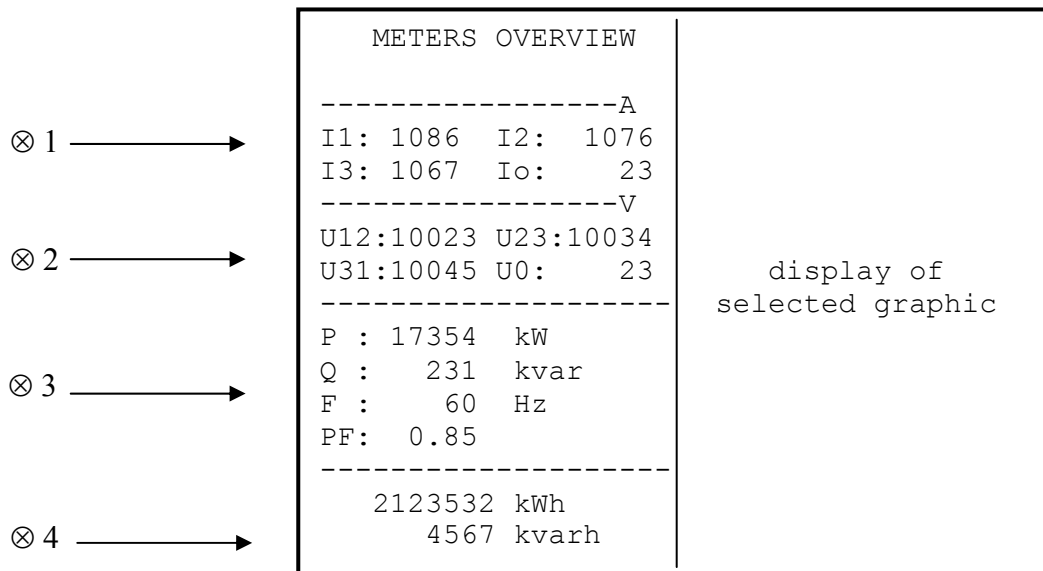 METERS OVERVIEW
-----------------A
⊗ 1
I1: 1086 I2: 1076
I3: 1067 Io: 23
-----------------V
⊗ 2
U12:10023 U23:10034
U31:10045 U0: 23
--------------------
display of
selected graphic
⊗ 3
P : 17354 kW
Q : 231 kvar
F : 60 Hz
PF: 0.85
--------------------
⊗ 4
2123532 kWh
4567 kvarh